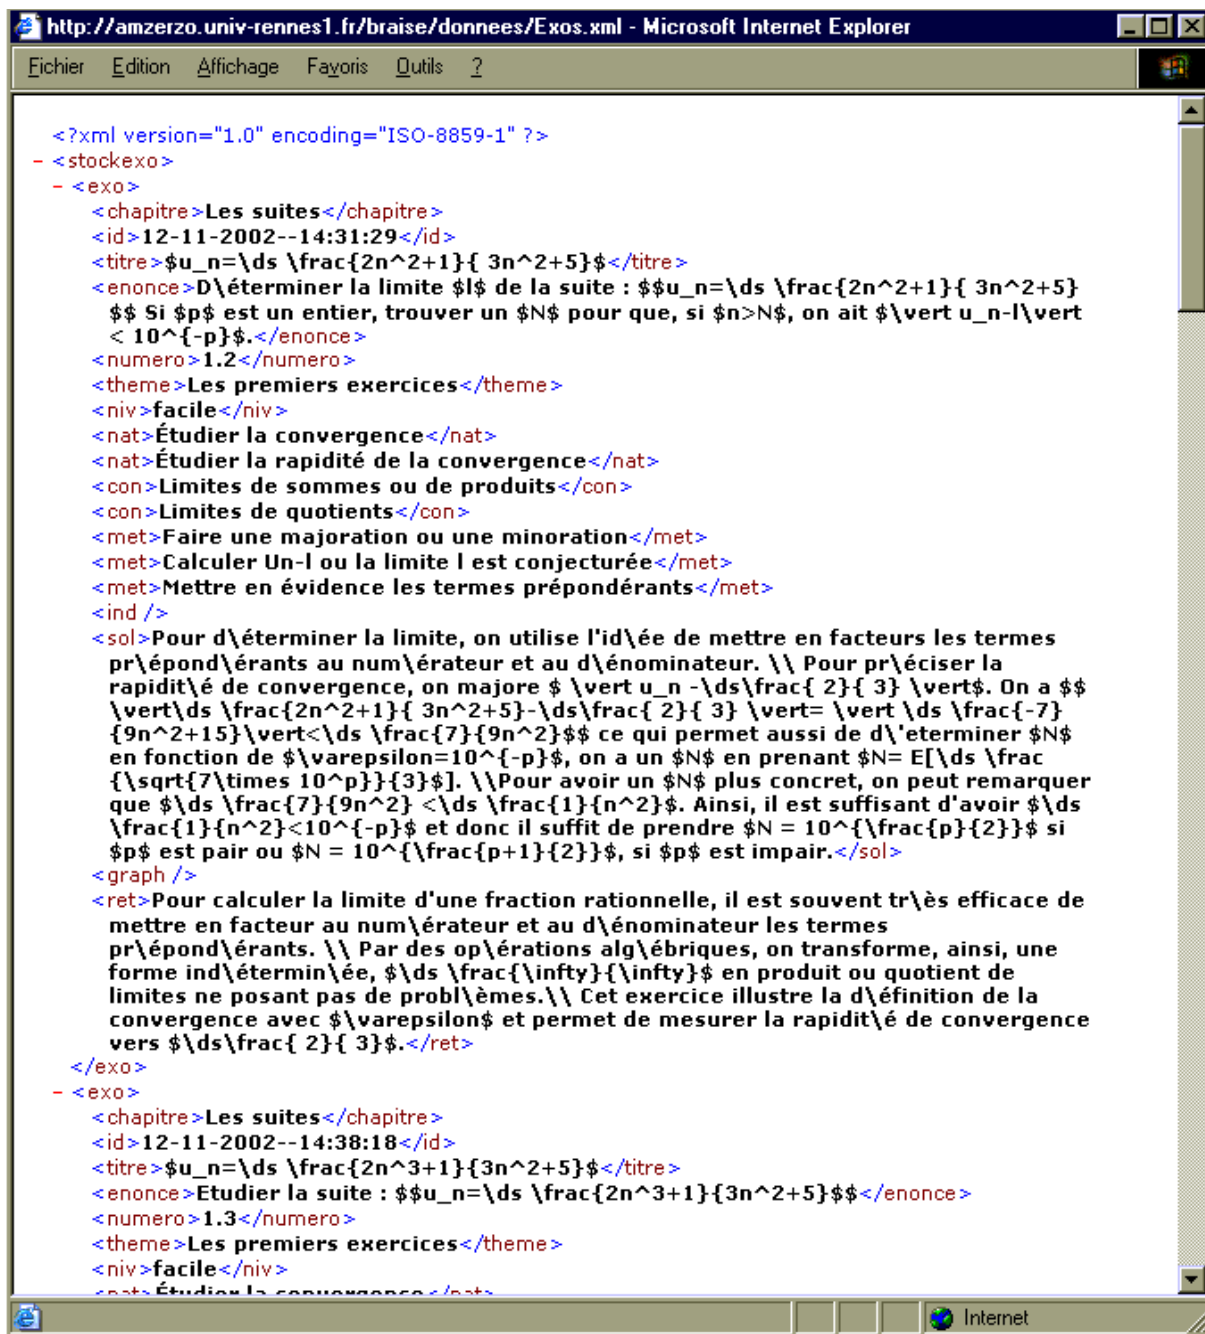 http://amzerzo.univ-rennes1.fr/braise/donnees/Exos.xml - Microsoft Internet Explorer
Fichier Edition Affichage Favoris Outils ?
<?xml version="1.0" encoding="ISO-8859-1" ?>
- <stockexo>
- <exo>
<chapitre>Les suites</chapitre>
<id>12-11-2002--14:31:29</id>
<titre>$u_n=\ds \frac{2n^2+1}{ 3n^2+5}$</titre>
<enonce>D\éterminer la limite $l$ de la suite : $$u_n=\ds \frac{2n^2+1}{ 3n^2+5}
$$ Si $p$ est un entier, trouver un $N$ pour que, si $n>N$, on ait $\vert u_n-l\vert
< 10^{-p}$.</enonce>
<numero>1.2</numero>
<theme>Les premiers exercices</theme>
<niv>facile</niv>
<nat>Étudier la convergence</nat>
<nat>Étudier la rapidité de la convergence</nat>
<con>Limites de sommes ou de produits</con>
<con>Limites de quotients</con>
<met>Faire une majoration ou une minoration</met>
<met>Calculer Un-l ou la limite l est conjecturée</met>
<met>Mettre en évidence les termes prépondérants</met>
<ind />
<sol>Pour d\éterminer la limite, on utilise l'id\ée de mettre en facteurs les termes
pr\épond\érants au num\érateur et au d\énominateur. \\ Pour pr\éciser la
rapidit\é de convergence, on majore $ \vert u_n -\ds\frac{ 2}{ 3} \vert$. On a $$
\vert\ds \frac{2n^2+1}{ 3n^2+5}-\ds\frac{ 2}{ 3} \vert= \vert \ds \frac{-7}
{9n^2+15}\vert<\ds \frac{7}{9n^2}$$ ce qui permet aussi de d\'eterminer $N$
en fonction de $\varepsilon=10^{-p}$, on a un $N$ en prenant $N= E[\ds \frac
{\sqrt{7\times 10^p}}{3}$]. \\Pour avoir un $N$ plus concret, on peut remarquer
que $\ds \frac{7}{9n^2} <\ds \frac{1}{n^2}$. Ainsi, il est suffisant d'avoir $\ds
\frac{1}{n^2}<10^{-p}$ et donc il suffit de prendre $N = 10^{\frac{p}{2}}$ si
$p$ est pair ou $N = 10^{\frac{p+1}{2}}$, si $p$ est impair.</sol>
<graph />
<ret>Pour calculer la limite d'une fraction rationnelle, il est souvent tr\ès efficace de
mettre en facteur au num\érateur et au d\énominateur les termes
pr\épond\érants. \\ Par des op\érations alg\ébriques, on transforme, ainsi, une
forme ind\étermin\ée, $\ds \frac{\infty}{\infty}$ en produit ou quotient de
limites ne posant pas de probl\èmes.\\ Cet exercice illustre la d\éfinition de la
convergence avec $\varepsilon$ et permet de mesurer la rapidit\é de convergence
vers $\ds\frac{ 2}{ 3}$.</ret>
</exo>
- <exo>
<chapitre>Les suites</chapitre>
<id>12-11-2002--14:38:18</id>
<titre>$u_n=\ds \frac{2n^3+1}{3n^2+5}$</titre>
<enonce>Etudier la suite : $$u_n=\ds \frac{2n^3+1}{3n^2+5}$$</enonce>
<numero>1.3</numero>
<theme>Les premiers exercices</theme>
<niv>facile</niv>
<nat>Étudier la convergence</nat>
Internet